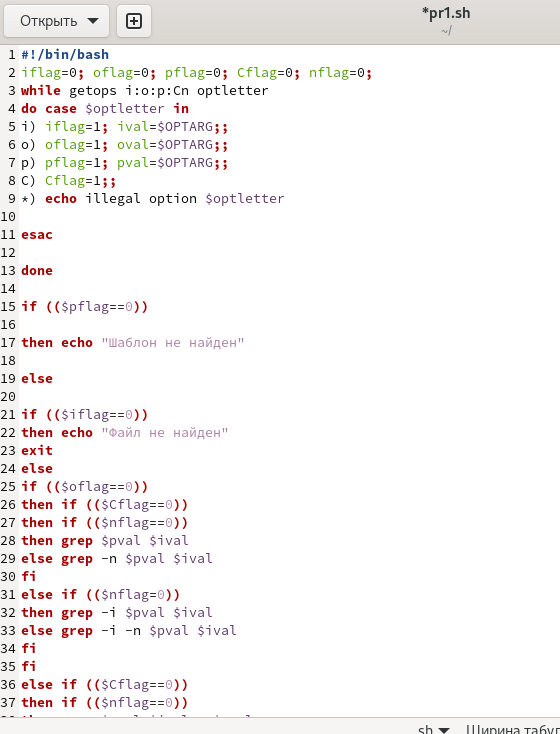 Открыть
*pr1.sh
~/
1 #!/bin/bash
2 iflag=0; oflag=0; pflag=0; Cflag=0; nflag=0;
3 while getops i:o:p:Cn optletter
4 do case $optletter in
5 i) iflag=1; ival=$OPTARG;;
6 o) oflag=1; oval=$OPTARG;;
7 p) pflag=1; pval=$OPTARG;;
8 C) Cflag=1;;
9 *) echo illegal option $optletter
10
11 esac
12
13 done
14
15 if (($pflag==0))
16
17 then echo "Шаблон не найден"
18
19 else
20
21 if (($iflag==0))
22 then echo "Файл не найден"
23 exit
24 else
25 if (($oflag==0))
26 then if (($Cflag==0))
27 then if (($nflag==0))
28 then grep $pval $ival
29 else grep -n $pval $ival
30 fi
31 else if (($nflag=0))
32 then grep -i $pval $ival
33 else grep -i -n $pval $ival
34 fi
35 fi
36 else if (($Cflag==0))
37 then if (($nflag==0))
sh
Ширина табул